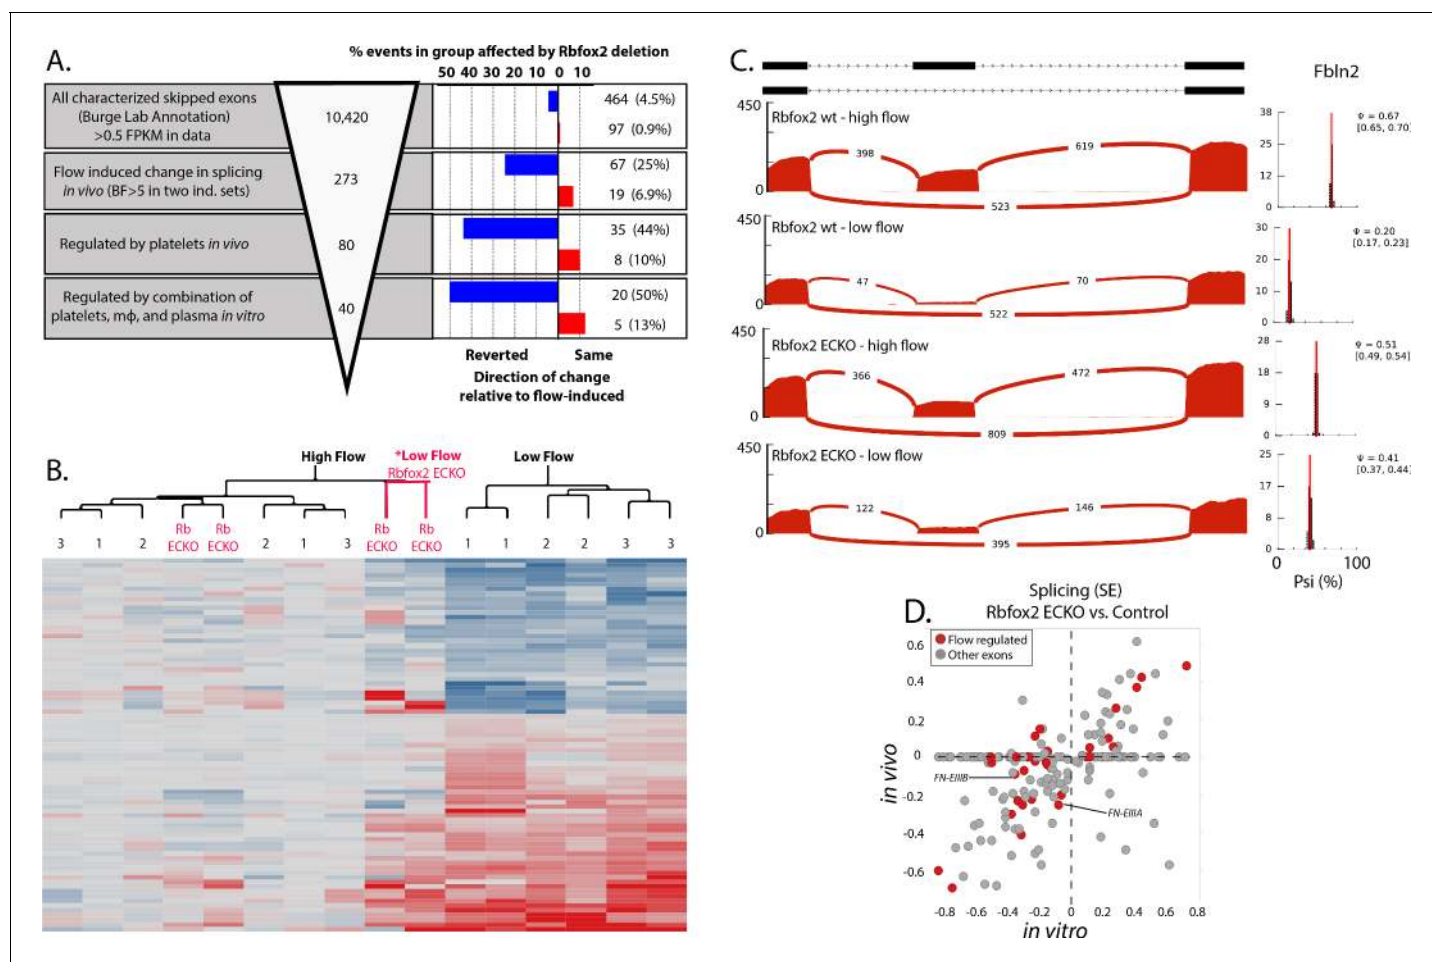 A.
% events in group affected by Rbfox2 deletion
50 40 30 20 10 0 10
All characterized skipped exons
(Burge Lab Annotation)
>0.5 FPKM in data
10,420
464 (4.5%)
97 (0.9%)
Flow induced change in splicing
in vivo (BF>5 in two ind. sets)
273
67 (25%)
19 (6.9%)
Regulated by platelets in vivo
80
35 (44%)
8 (10%)
Regulated by combination of
platelets, mφ, and plasma in vitro
40
20 (50%)
5 (13%)
Reverted Same
Direction of change
relative to flow-induced
B.
High Flow
*Low Flow
Rbfox2 ECKO
Low Flow
3 1 2 Rb ECKO Rb ECKO 2 1 3 Rb ECKO Rb ECKO 1 1 2 2 3 3
C.
Fbln2
450
Rbfox2 wt - high flow
398
619
523
0
38
25
12
0
Ψ = 0.67
[0.65, 0.70]
450
Rbfox2 wt - low flow
47
70
522
0
30
20
10
0
Ψ = 0.20
[0.17, 0.23]
450
Rbfox2 ECKO - high flow
366
472
809
0
28
18
9
0
Ψ = 0.51
[0.49, 0.54]
450
Rbfox2 ECKO - low flow
122
146
395
0
25
17
8
0
Ψ = 0.41
[0.37, 0.44]
0 100
Psi (%)
D.
Splicing (SE)
Rbfox2 ECKO vs. Control
Flow regulated
Other exons
0.6
0.4
0.2
0
-0.2
-0.4
-0.6
in vivo
FN-EIIIB
FN-EIIIA
-0.8 -0.6 -0.4 -0.2 0 0.2 0.4 0.6 0.8
in vitro